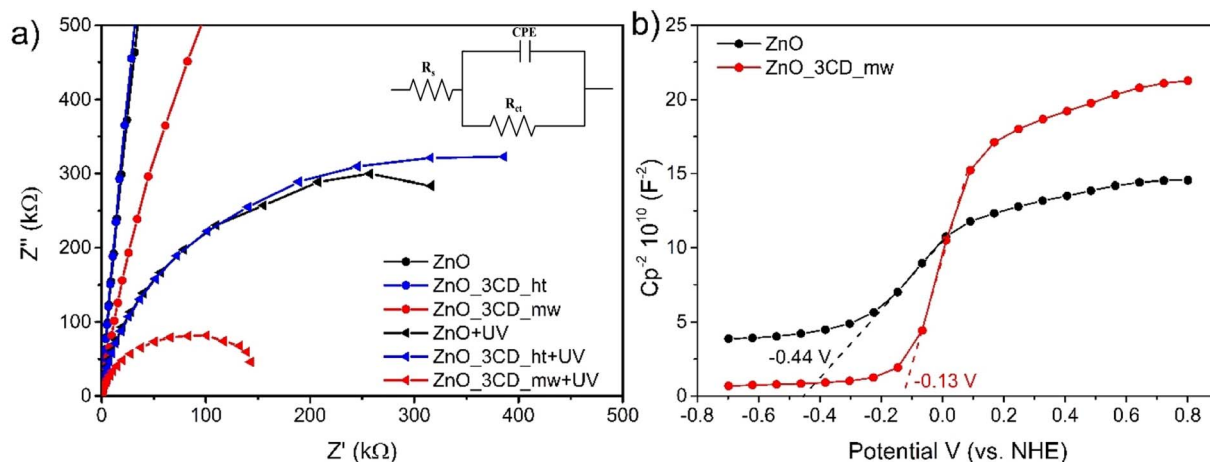 a)
500
400
300
200
100
0
0 100 200 300 400 500
Z'' (kΩ)
Z' (kΩ)
CPE
Rs
Rct
ZnO
ZnO_3CD_ht
ZnO_3CD_mw
ZnO+UV
ZnO_3CD_ht+UV
ZnO_3CD_mw+UV
b)
25
20
15
10
5
0
-0.8 -0.6 -0.4 -0.2 0.0 0.2 0.4 0.6 0.8
Cp⁻² 10¹⁰ (F⁻²)
Potential V (vs. NHE)
ZnO
ZnO_3CD_mw
-0.44 V
-0.13 V